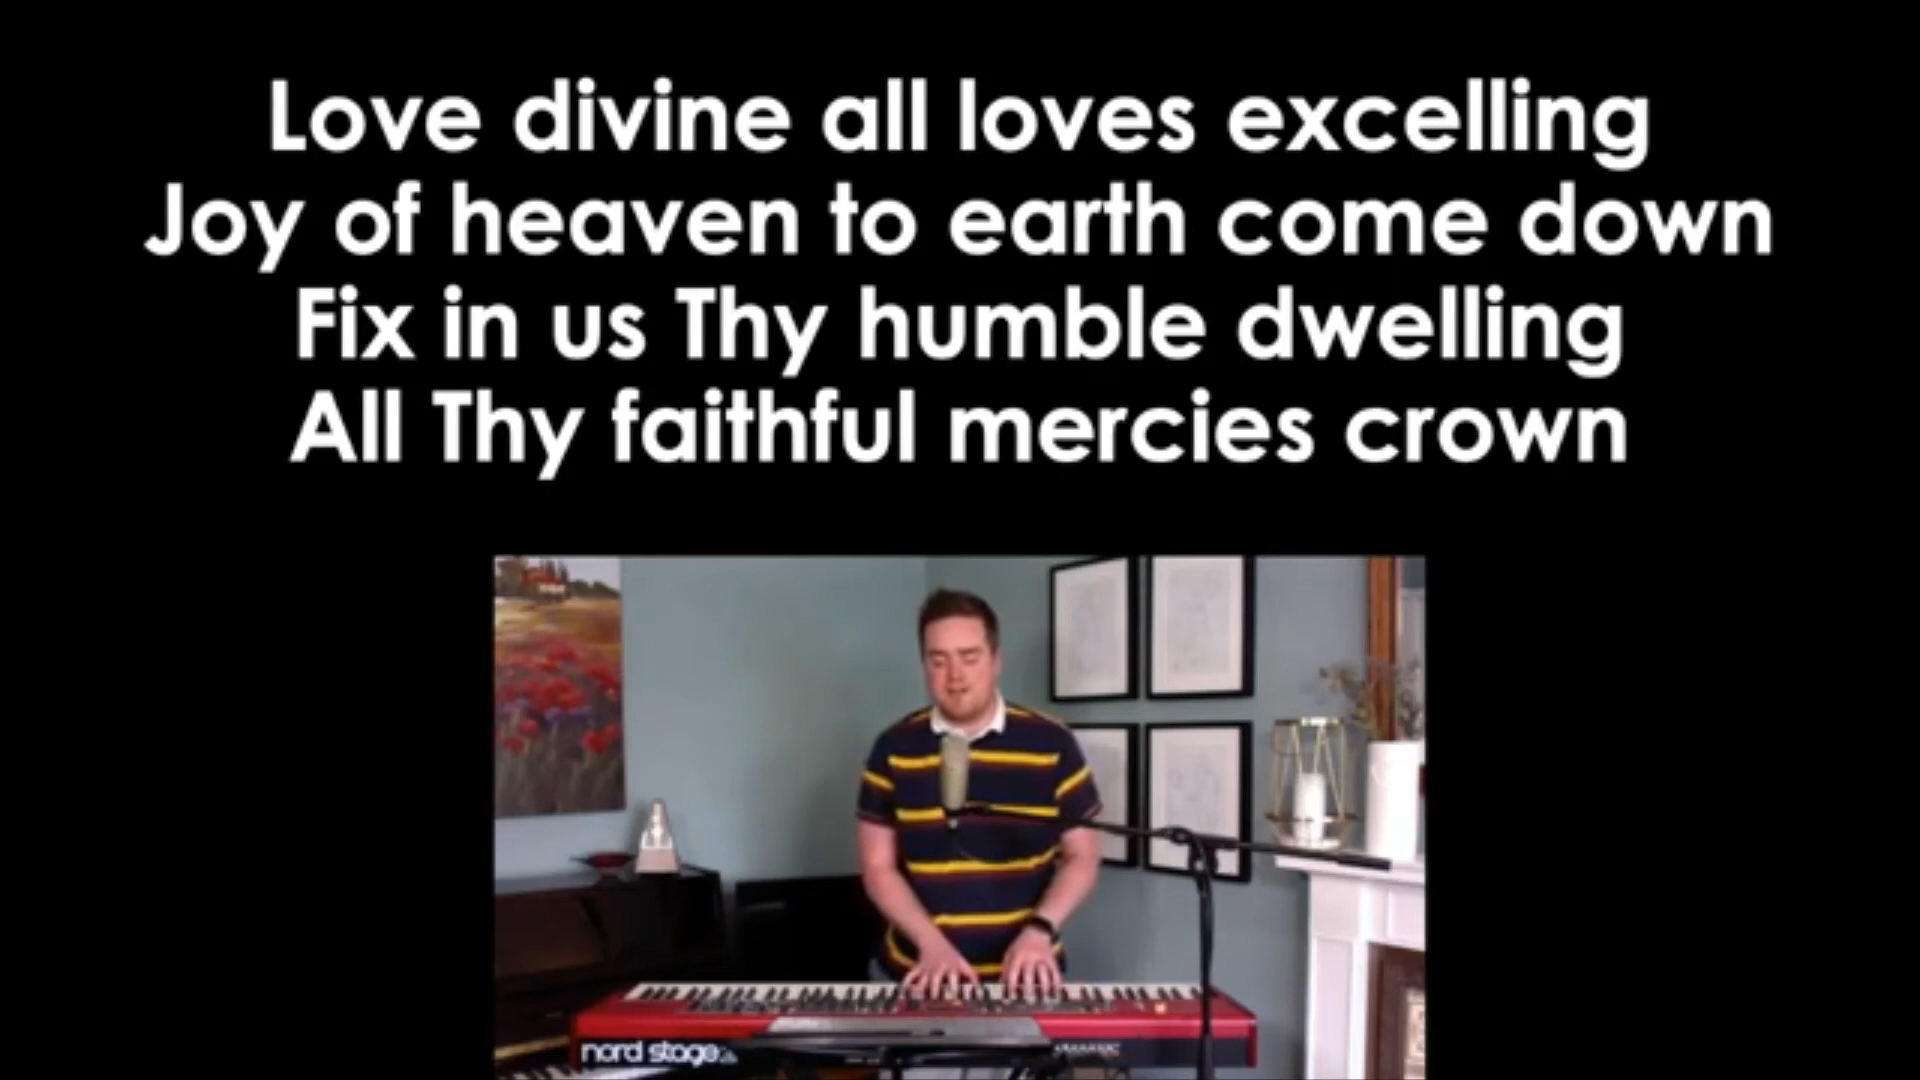 Love divine all loves excelling
Joy of heaven to earth come down
Fix in us Thy humble dwelling
All Thy faithful mercies crown
nord stage